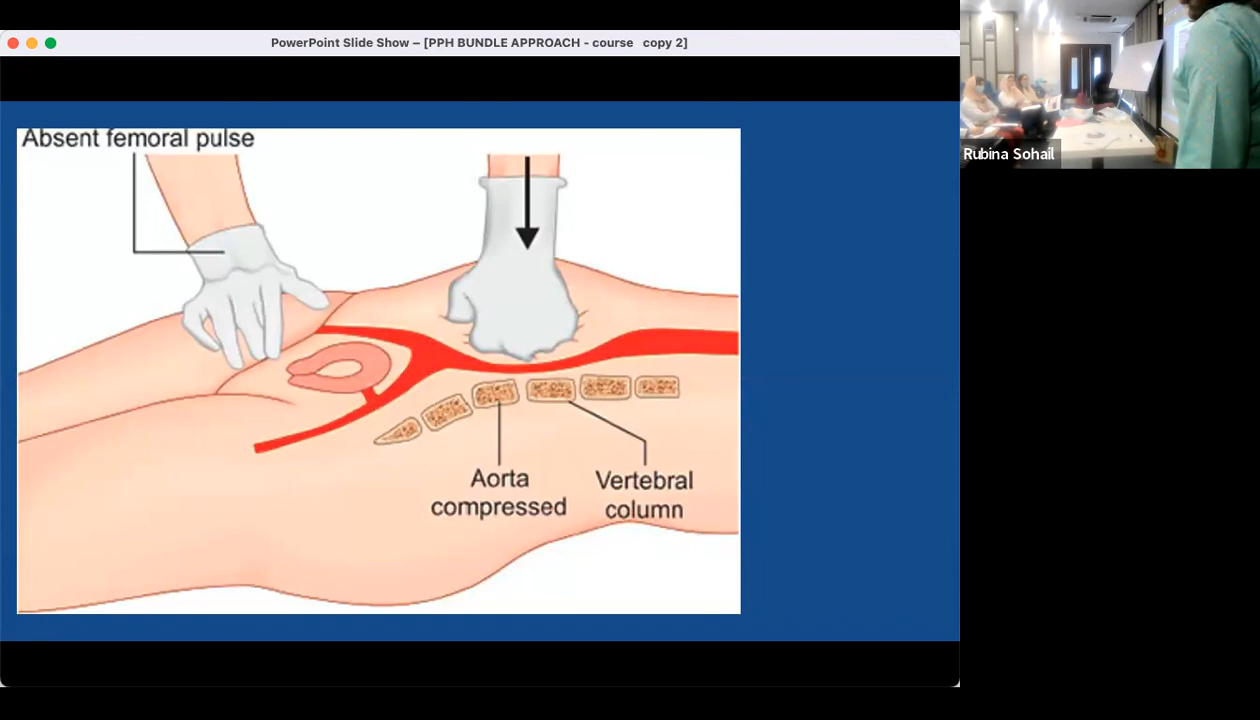 PowerPoint Slide Show – [PPH BUNDLE APPROACH - course copy 2]
Absent femoral pulse
Aorta
compressed
Vertebral
column
Rubina Sohail